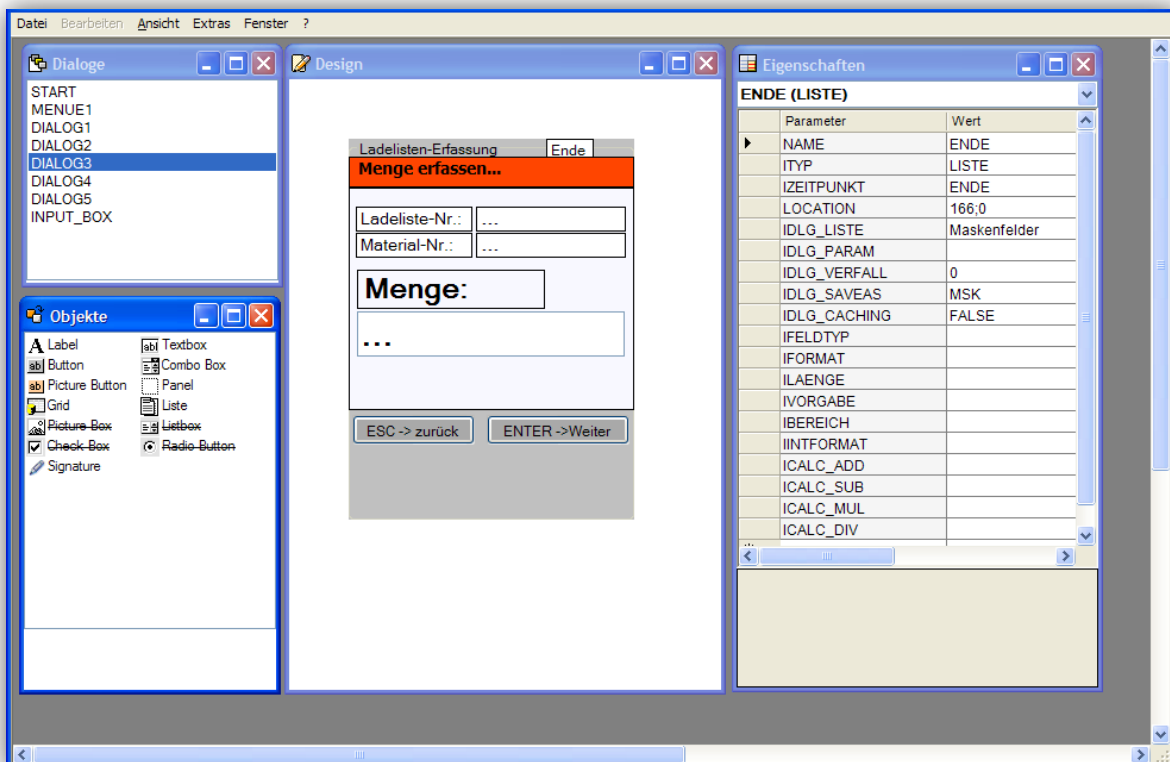 Datei Bearbeiten Ansicht Extras Fenster ?
Dialoge
START
MENUE1
DIALOG1
DIALOG2
DIALOG3
DIALOG4
DIALOG5
INPUT_BOX
Objekte
A Label
abl Textbox
ab Button
Combo Box
ab Picture Button
Panel
Grid
Liste
Picture Box
Listbox
Check Box
Radio Button
Signature
Design
Ladelisten-Erfassung
Ende
Menge erfassen...
Ladeliste-Nr.: ...
Material-Nr.: ...
Menge:
...
ESC -> zurück
ENTER ->Weiter
Eigenschaften
ENDE (LISTE)
Parameter Wert
NAME ENDE
ITYP LISTE
IZEITPUNKT ENDE
LOCATION 166;0
IDLG_LISTE Maskenfelder
IDLG_PARAM
IDLG_VERFALL 0
IDLG_SAVEAS MSK
IDLG_CACHING FALSE
IFELDTYP
IFORMAT
ILAENGE
IVORGABE
IBEREICH
IINTFORMAT
ICALC_ADD
ICALC_SUB
ICALC_MUL
ICALC_DIV